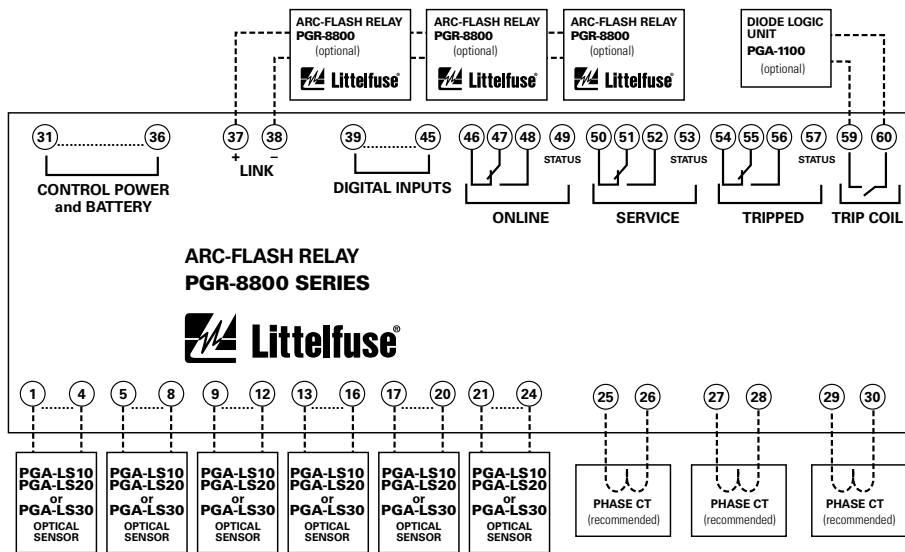 ARC-FLASH RELAY
PGR-8800
(optional)
Littelfuse®
ARC-FLASH RELAY
PGR-8800
(optional)
Littelfuse®
ARC-FLASH RELAY
PGR-8800
(optional)
Littelfuse®
DIODE LOGIC
UNIT
PGA-1100
(optional)
31 36 37 38 39 45 46 47 48 49 50 51 52 53 54 55 56 57 59 60
+ –
LINK
STATUS
STATUS
STATUS
CONTROL POWER
and BATTERY
DIGITAL INPUTS
ONLINE
SERVICE
TRIPPED
TRIP COIL
ARC-FLASH RELAY
PGR-8800 SERIES
Littelfuse®
1 4 5 8 9 12 13 16 17 20 21 24 25 26 27 28 29 30
PGA-LS10
PGA-LS20
or
PGA-LS30
OPTICAL
SENSOR
PGA-LS10
PGA-LS20
or
PGA-LS30
OPTICAL
SENSOR
PGA-LS10
PGA-LS20
or
PGA-LS30
OPTICAL
SENSOR
PGA-LS10
PGA-LS20
or
PGA-LS30
OPTICAL
SENSOR
PGA-LS10
PGA-LS20
or
PGA-LS30
OPTICAL
SENSOR
PGA-LS10
PGA-LS20
or
PGA-LS30
OPTICAL
SENSOR
PHASE CT
(recommended)
PHASE CT
(recommended)
PHASE CT
(recommended)